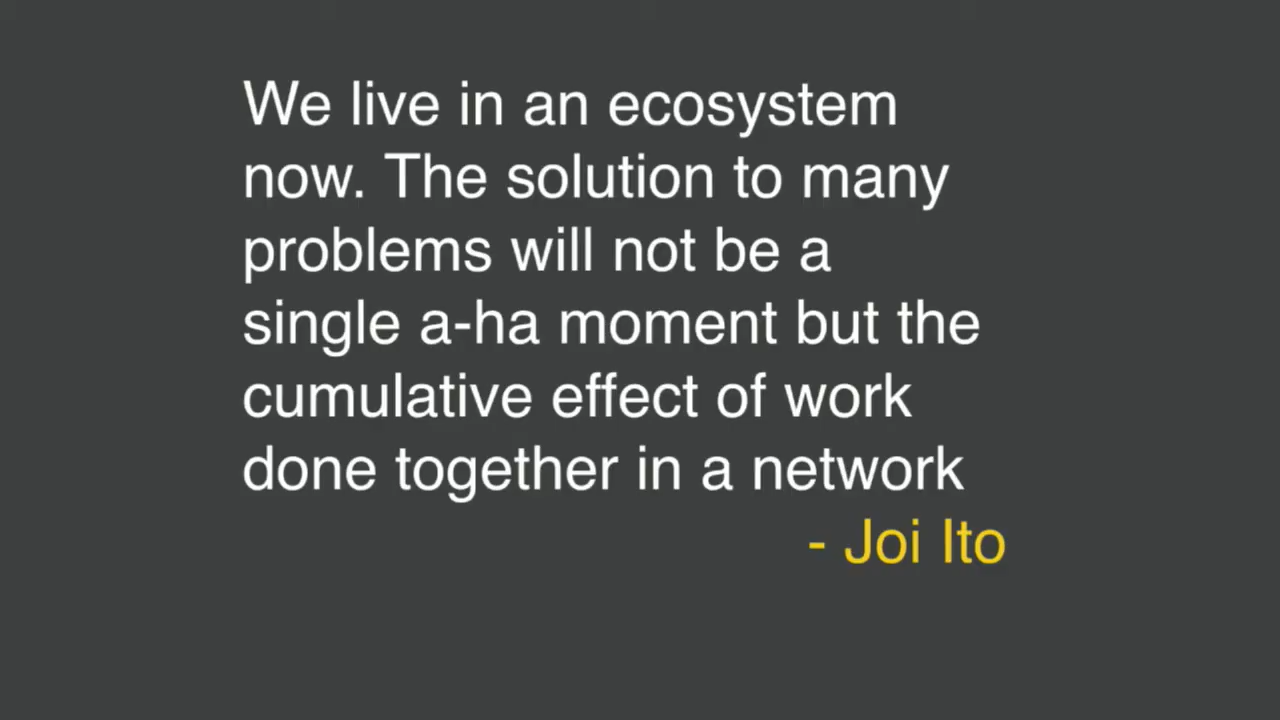 We live in an ecosystem
now. The solution to many
problems will not be a
single a-ha moment but the
cumulative effect of work
done together in a network
- Joi Ito